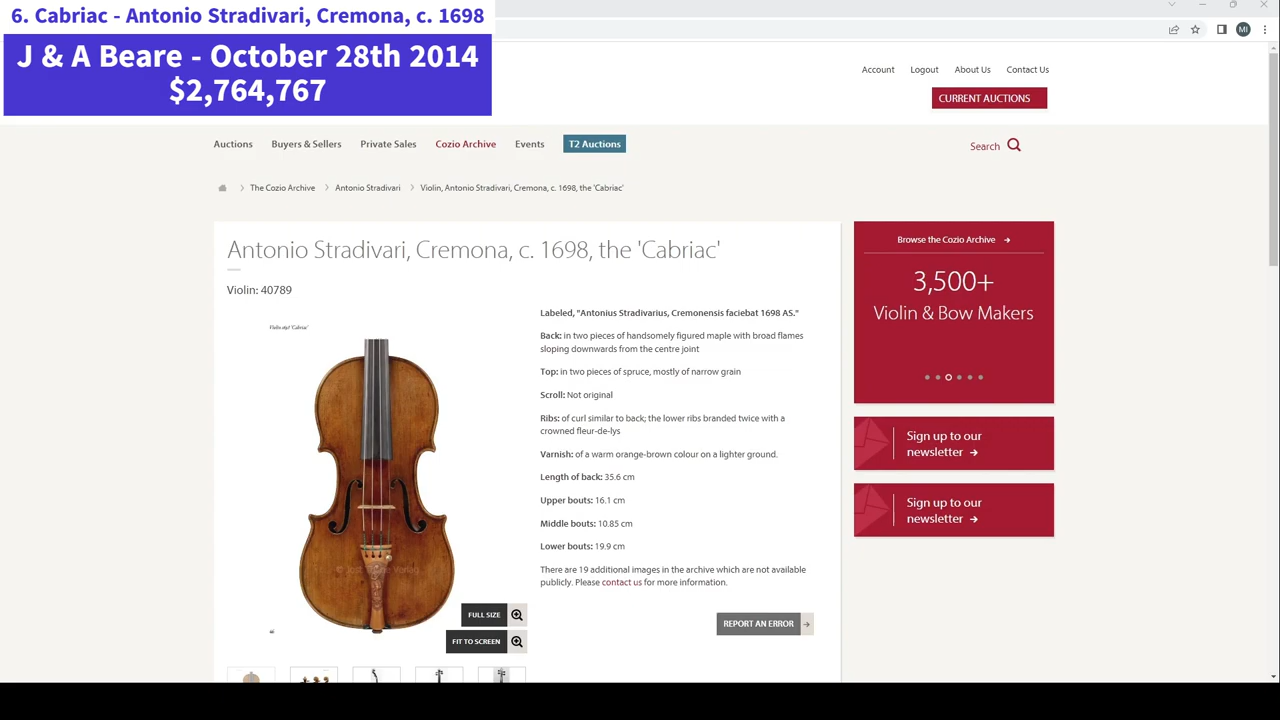 6. Cabriac - Antonio Stradivari, Cremona, c. 1698
J & A Beare - October 28th 2014
$2,764,767
MI
Account Logout About Us Contact Us
CURRENT AUCTIONS
Auctions Buyers & Sellers Private Sales Cozio Archive Events T2 Auctions
Search
The Cozio Archive Antonio Stradivari Violin, Antonio Stradivari, Cremona, c. 1698, the 'Cabriac'
Antonio Stradivari, Cremona, c. 1698, the 'Cabriac'
Violin: 40789
Labeled, "Antonius Stradivarius, Cremonensis faciebat 1698 AS."
Back: in two pieces of handsomely figured maple with broad flames
sloping downwards from the centre joint
Top: in two pieces of spruce, mostly of narrow grain
Scroll: Not original
Ribs: of curl similar to back; the lower ribs branded twice with a
crowned fleur-de-lys
Varnish: of a warm orange-brown colour on a lighter ground.
Length of back: 35.6 cm
Upper bouts: 16.1 cm
Middle bouts: 10.85 cm
Lower bouts: 19.9 cm
There are 19 additional images in the archive which are not available
publicly. Please contact us for more information.
REPORT AN ERROR
FULL SIZE
FIT TO SCREEN
Browse the Cozio Archive
3,500+
Violin & Bow Makers
Sign up to our
newsletter
Sign up to our
newsletter